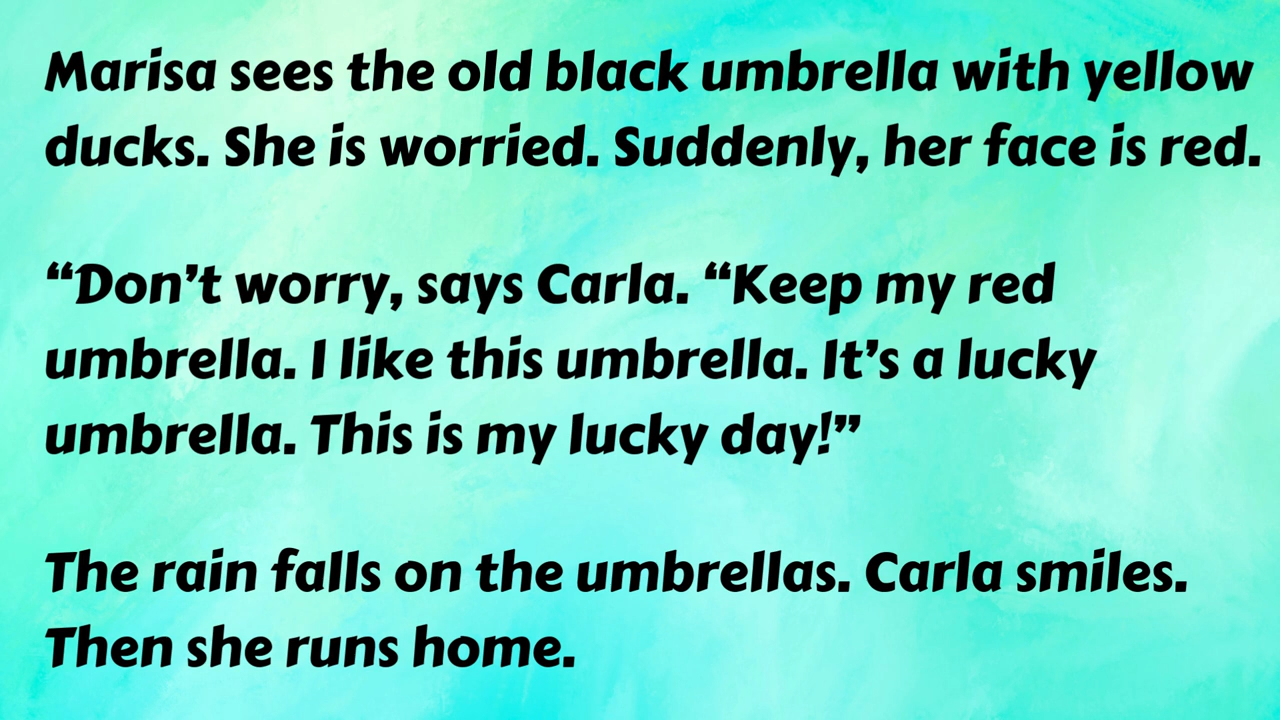 Marisa sees the old black umbrella with yellow
ducks. She is worried. Suddenly, her face is red.
“Don’t worry, says Carla. “Keep my red
umbrella. I like this umbrella. It’s a lucky
umbrella. This is my lucky day!”
The rain falls on the umbrellas. Carla smiles.
Then she runs home.